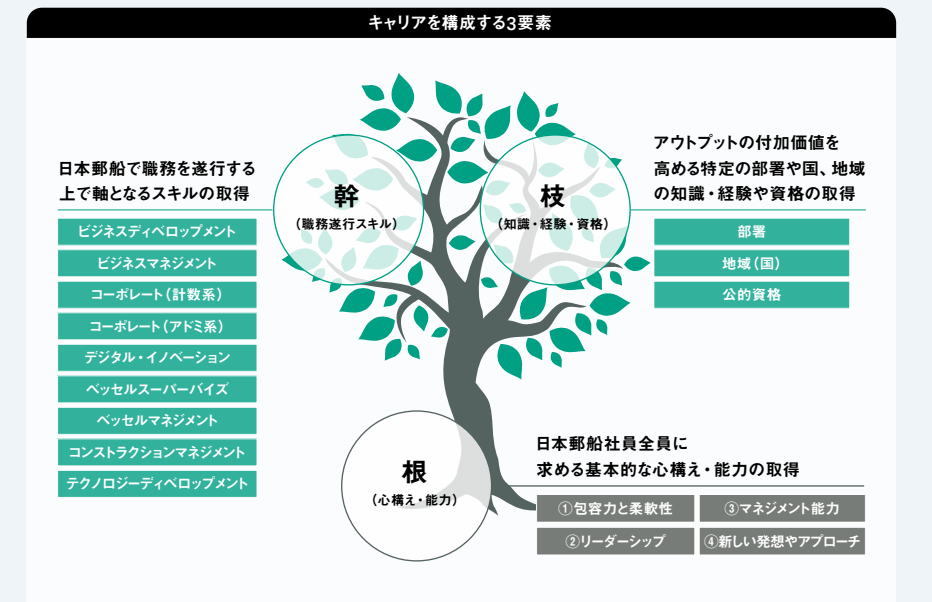 キャリアを構成する3要素
日本郵船で職務を遂行する
上で軸となるスキルの取得
ビジネスディベロップメント
ビジネスマネジメント
コーポレート(計数系)
コーポレート(アドミ系)
デジタル・イノベーション
ベッセルスーパーバイズ
ベッセルマネジメント
コンストラクションマネジメント
テクノロジーディベロップメント
幹
(職務遂行スキル)
枝
(知識・経験・資格)
アウトプットの付加価値を
高める特定の部署や国、地域
の知識・経験や資格の取得
部署
地域(国)
公的資格
根
(心構え・能力)
日本郵船社員全員に
求める基本的な心構え・能力の取得
①包容力と柔軟性
②リーダーシップ
③マネジメント能力
④新しい発想やアプローチ